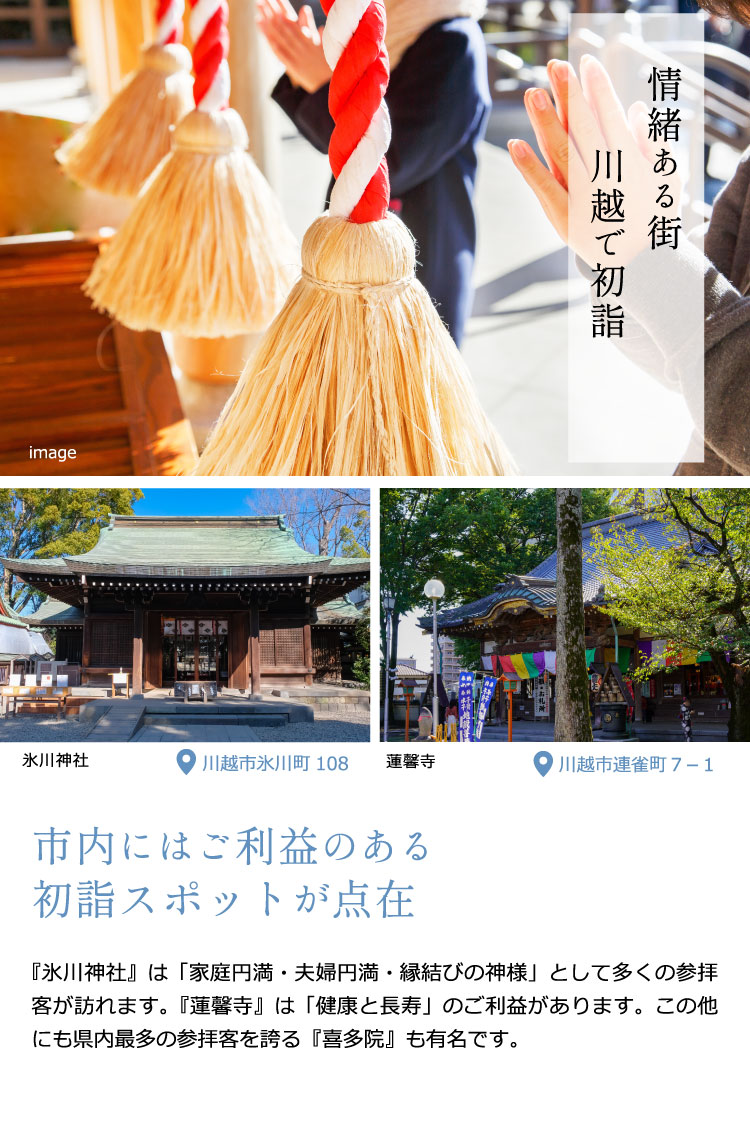 情緒ある街
川越で初詣
image
氷川神社
川越市氷川町 108
蓮馨寺
川越市連雀町７−１
市内にはご利益のある
初詣スポットが点在
『氷川神社』は「家庭円満・夫婦円満・縁結びの神様」として多くの参拝
客が訪れます。『蓮馨寺』は「健康と長寿」のご利益があります。この他
にも県内最多の参拝客を誇る『喜多院』も有名です。